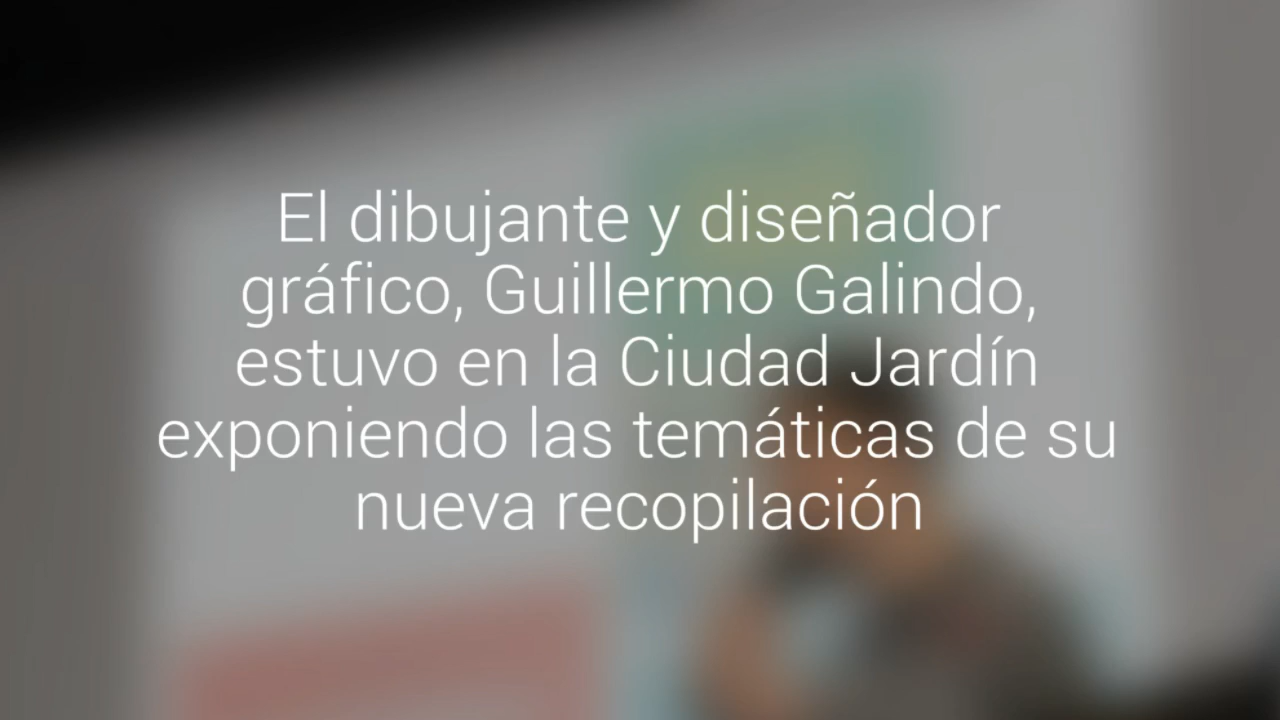 El dibujante y diseñador
gráfico, Guillermo Galindo,
estuvo en la Ciudad Jardín
exponiendo las temáticas de su
nueva recopilación